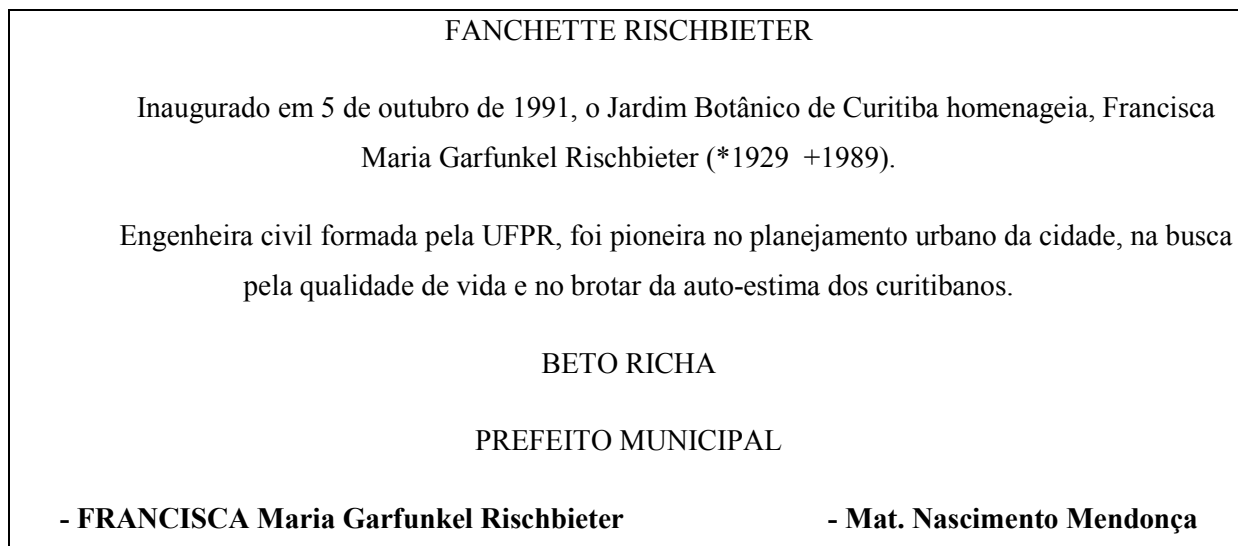 FANCHETTE RISCHBIETER
Inaugurado em 5 de outubro de 1991, o Jardim Botânico de Curitiba homenageia, Francisca
Maria Garfunkel Rischbieter (*1929 +1989).
Engenheira civil formada pela UFPR, foi pioneira no planejamento urbano da cidade, na busca
pela qualidade de vida e no brotar da auto-estima dos curitibanos.
BETO RICHA
PREFEITO MUNICIPAL
- FRANCISCA Maria Garfunkel Rischbieter - Mat. Nascimento Mendonça